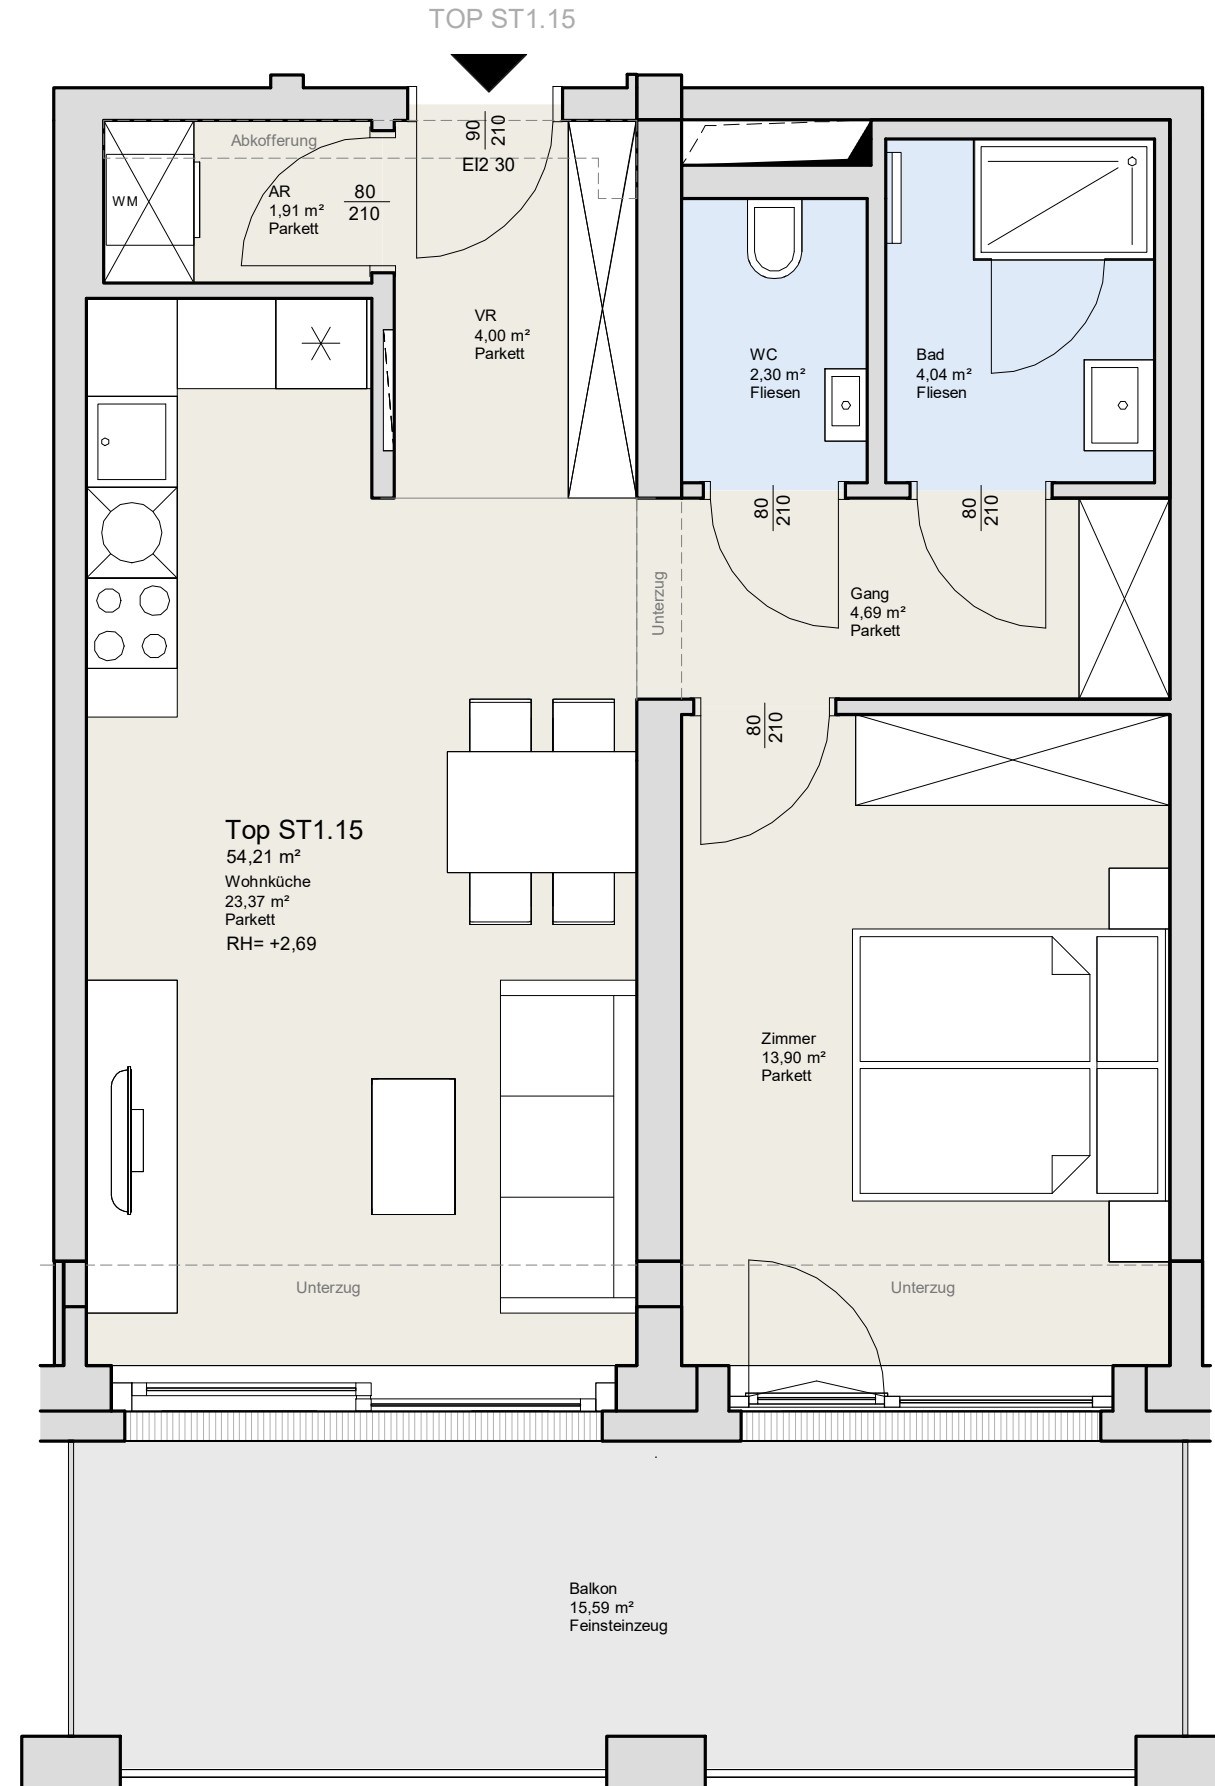 TOP ST1.15
90
210
EI2 30
Abkofferung
WM
AR
1,91 m²
Parkett
80
210
VR
4,00 m²
Parkett
WC
2,30 m²
Fliesen
Bad
4,04 m²
Fliesen
80
210
80
210
Unterzug
Gang
4,69 m²
Parkett
80
210
Top ST1.15
54,21 m²
Wohnküche
23,37 m²
Parkett
RH= +2,69
Zimmer
13,90 m²
Parkett
Unterzug
Unterzug
Balkon
15,59 m²
Feinsteinzeug